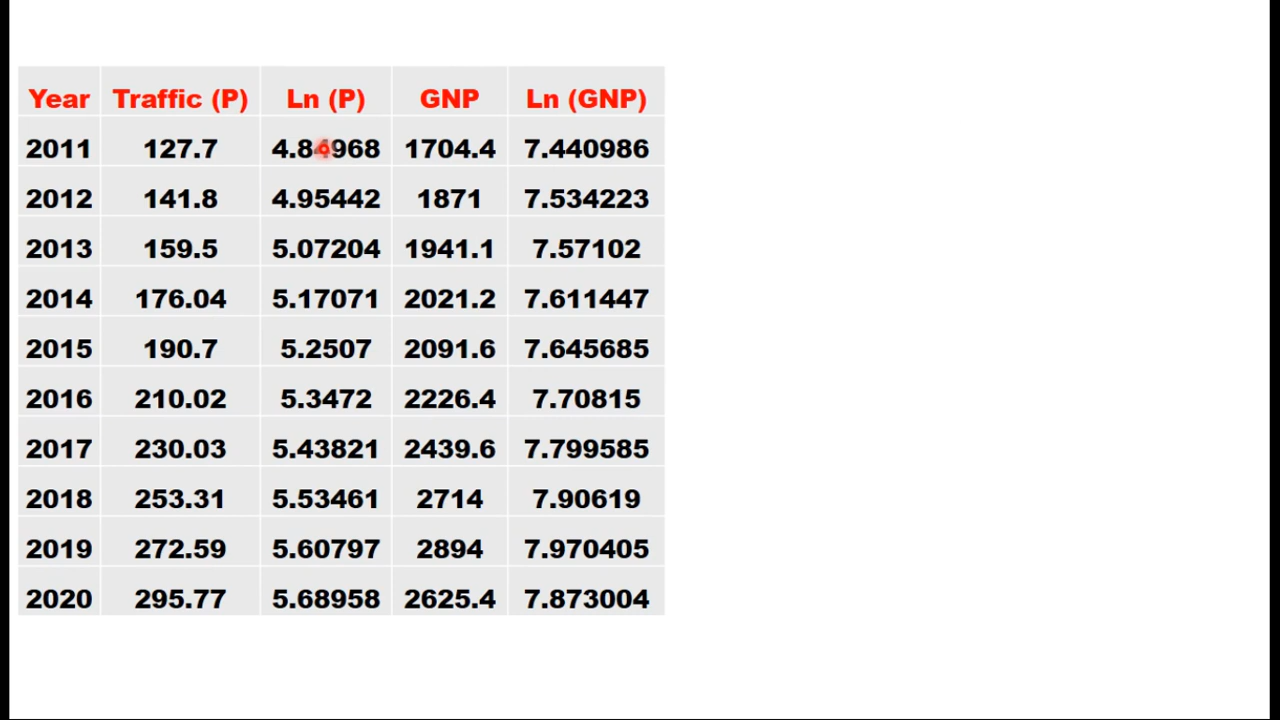 Year Traffic (P) Ln (P) GNP Ln (GNP)
2011 127.7 4.84968 1704.4 7.440986
2012 141.8 4.95442 1871 7.534223
2013 159.5 5.07204 1941.1 7.57102
2014 176.04 5.17071 2021.2 7.611447
2015 190.7 5.2507 2091.6 7.645685
2016 210.02 5.3472 2226.4 7.70815
2017 230.03 5.43821 2439.6 7.799585
2018 253.31 5.53461 2714 7.90619
2019 272.59 5.60797 2894 7.970405
2020 295.77 5.68958 2625.4 7.873004